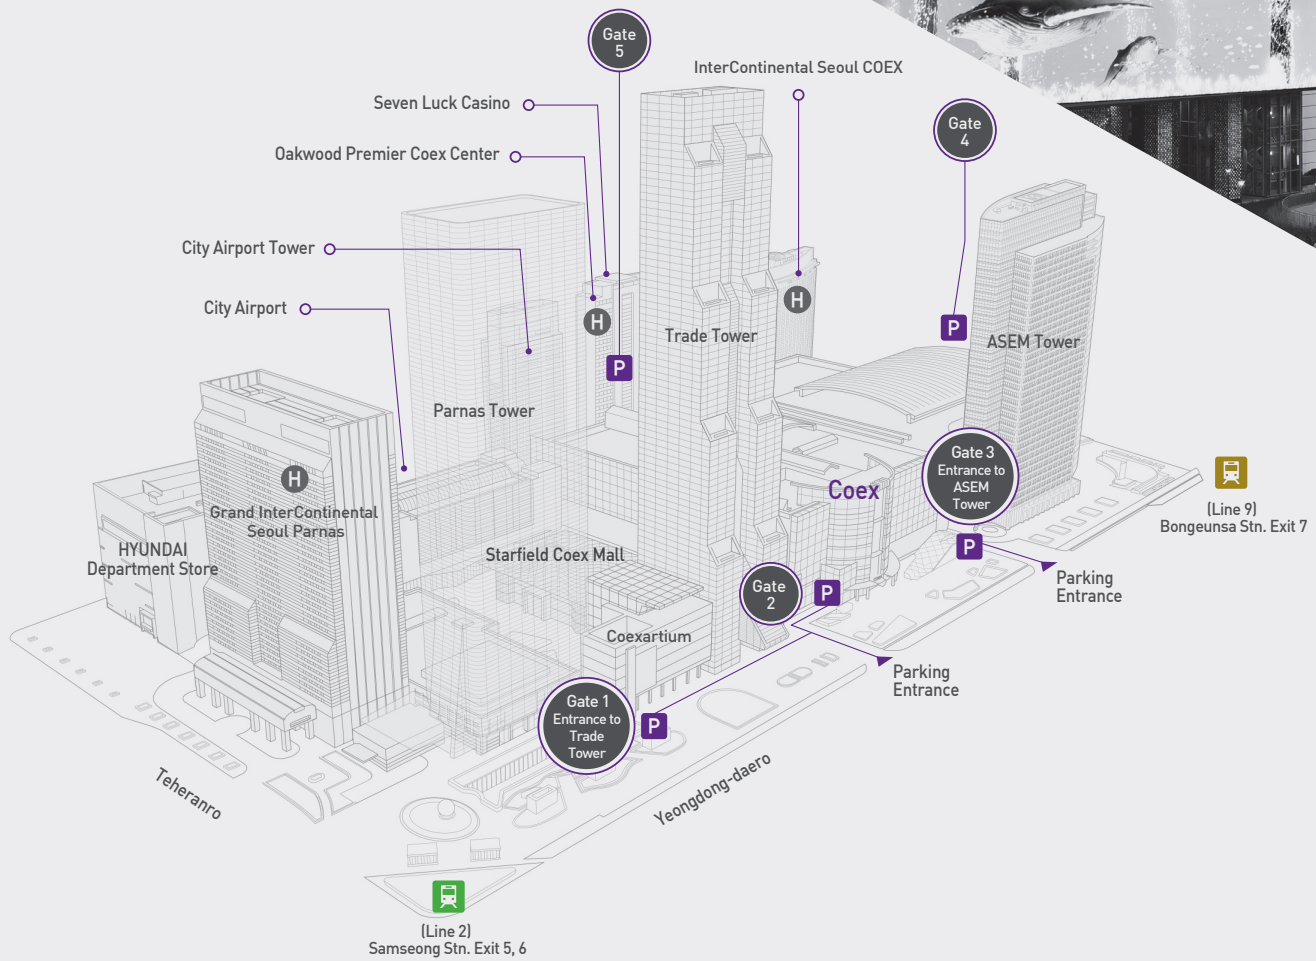 Gate
5
InterContinental Seoul COEX
Seven Luck Casino
Gate
4
Oakwood Premier Coex Center
City Airport Tower
City Airport
H
H
P
Trade Tower
P
ASEM Tower
Parnas Tower
H
Grand InterContinental
Seoul Parnas
Coex
Gate 3
Entrance to
ASEM
Tower
(Line 9)
Bongeunsa Stn. Exit 7
HYUNDAI
Department Store
Starfield Coex Mall
P
Parking
Entrance
Gate
2
P
Coexartium
Parking
Entrance
Gate 1
Entrance to
Trade
Tower
P
Teheranro
Yeongdong-daero
(Line 2)
Samseong Stn. Exit 5, 6